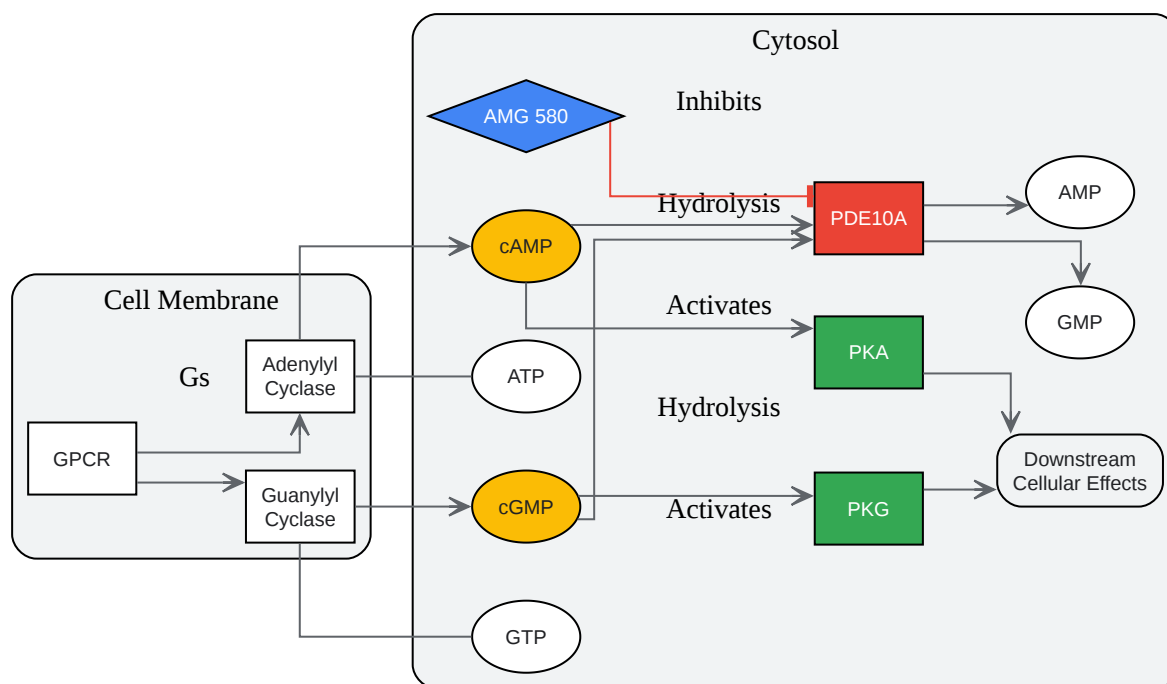 Cytosol
Inhibits
AMG 580
AMP
Hydrolysis
PDE10A
cAMP
Cell Membrane
Activates
GMP
PKA
Adenylyl
Cyclase
Gs
ATP
Hydrolysis
GPCR
Downstream
Cellular Effects
Guanylyl
Cyclase
cGMP
Activates
PKG
GTP